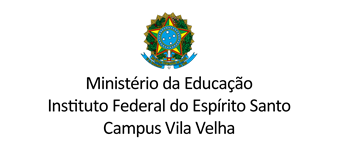 Ministério da Educação
Instituto Federal do Espírito Santo
Campus Vila Velha